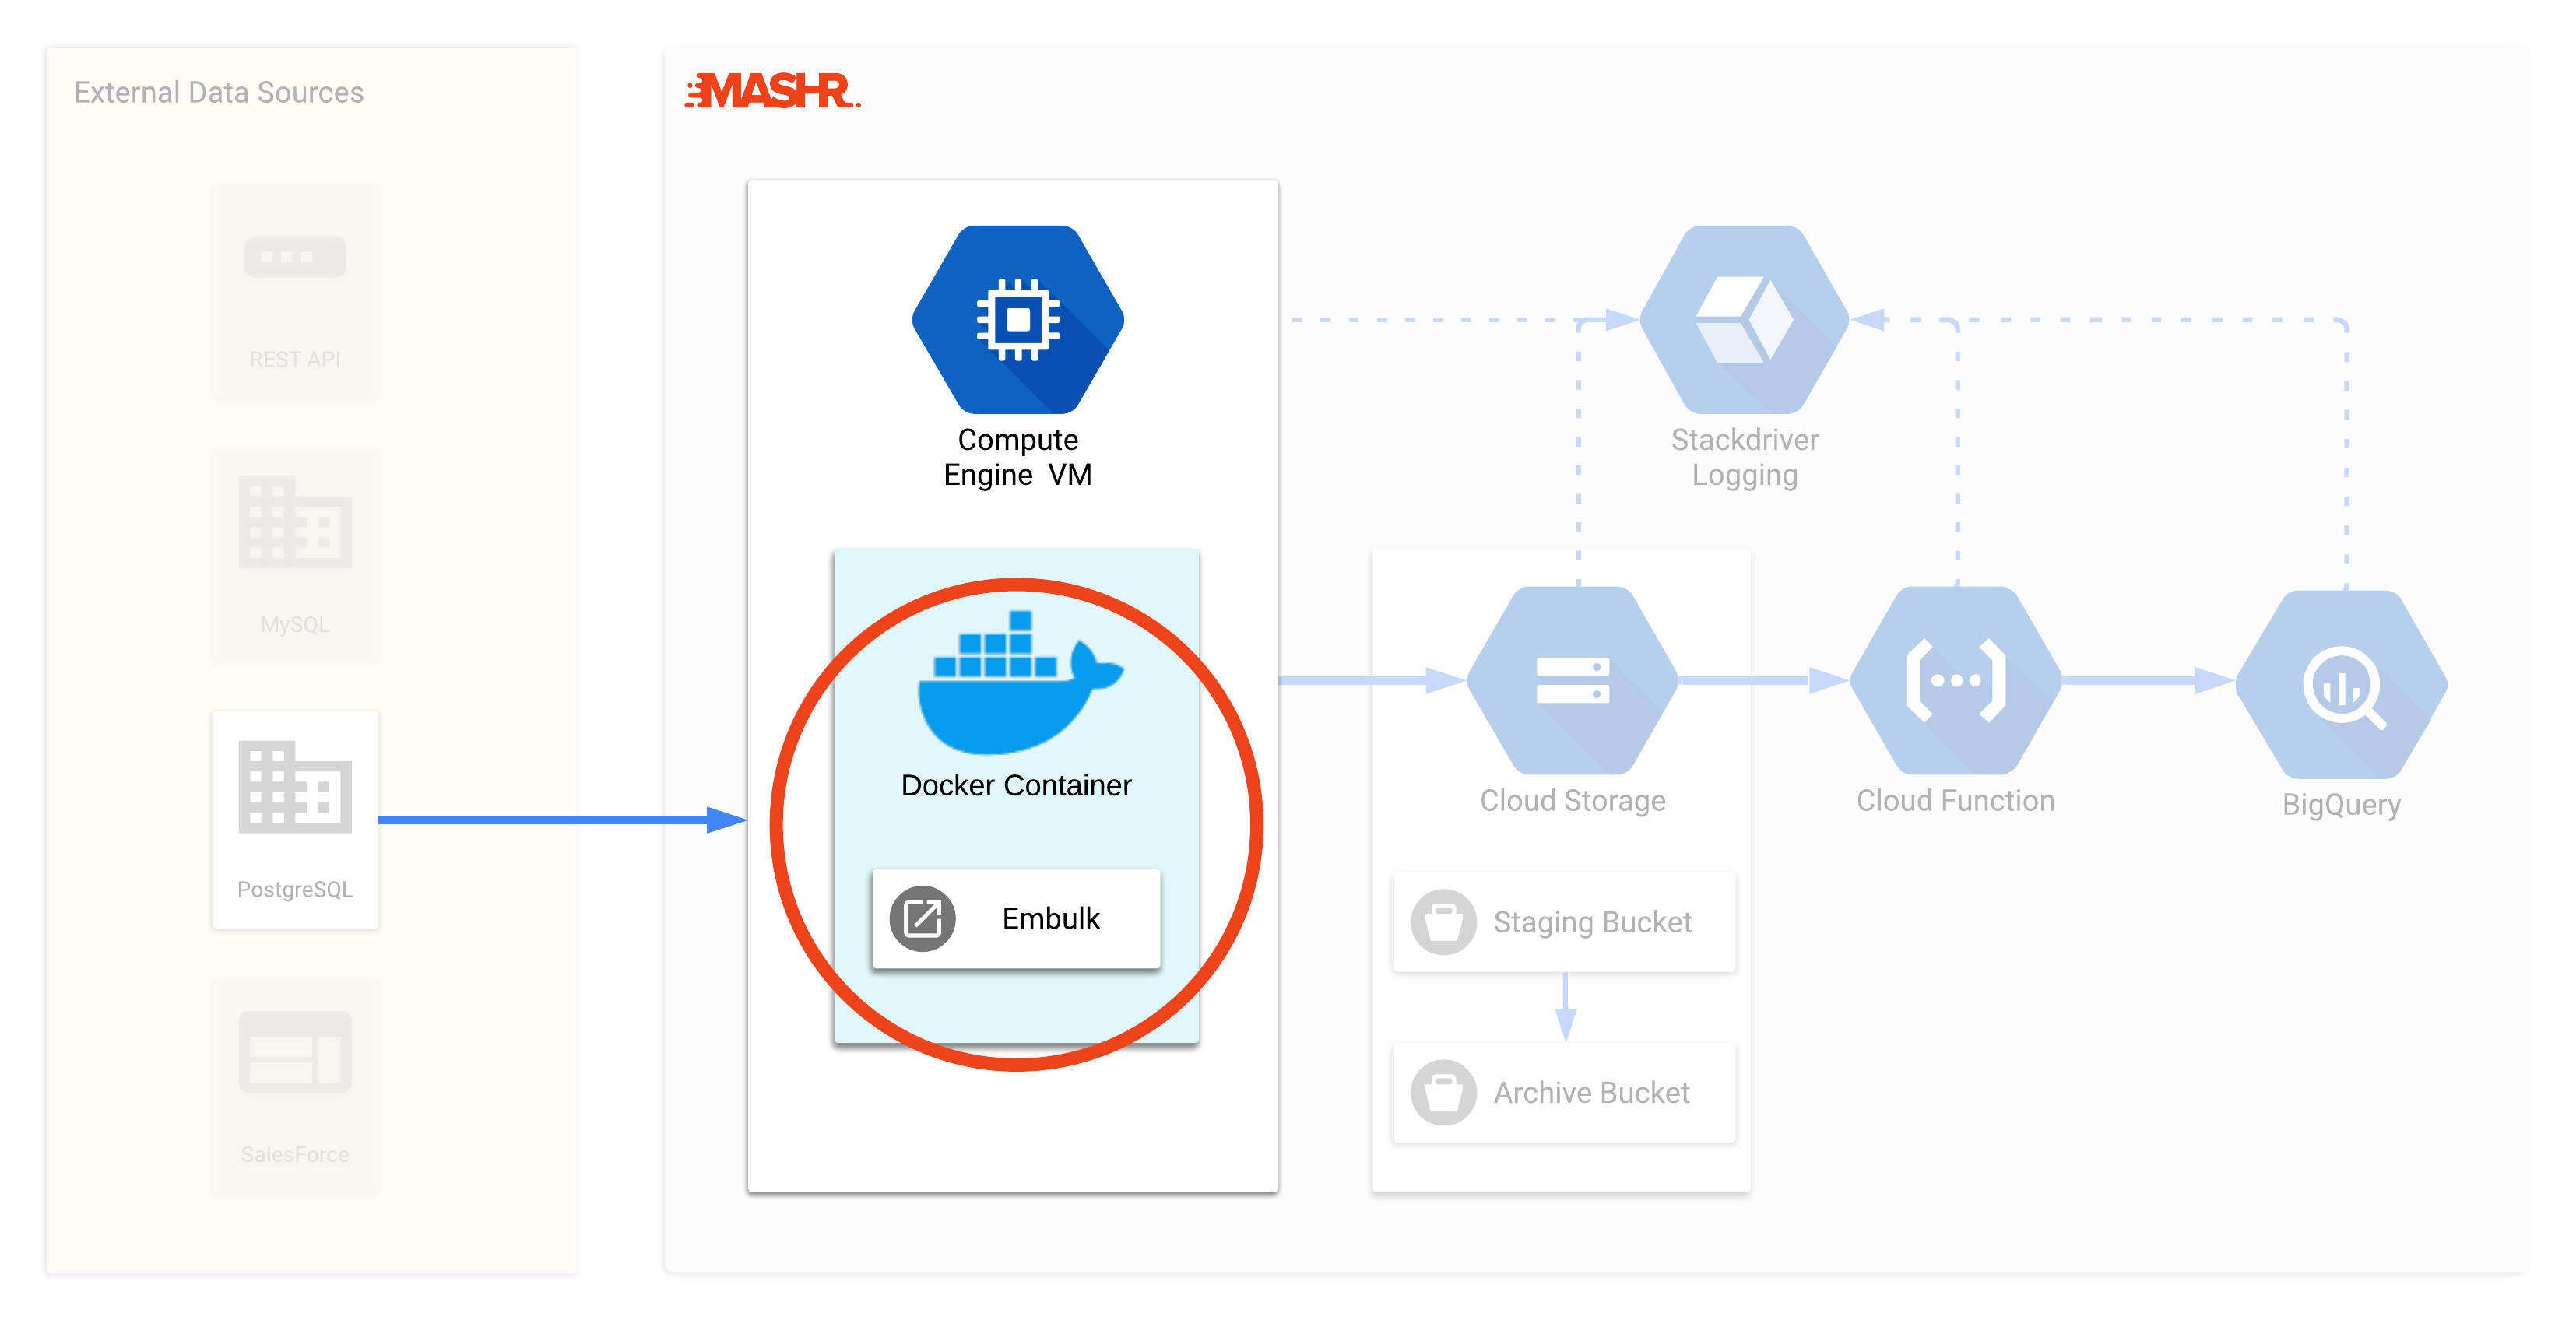 External Data Sources
REST API
MySQL
PostgreSQL
SalesForce
MASHR
Compute
Engine VM
Docker Container
Embulk
Stackdriver
Logging
Cloud Storage
Staging Bucket
Archive Bucket
Cloud Function
BigQuery